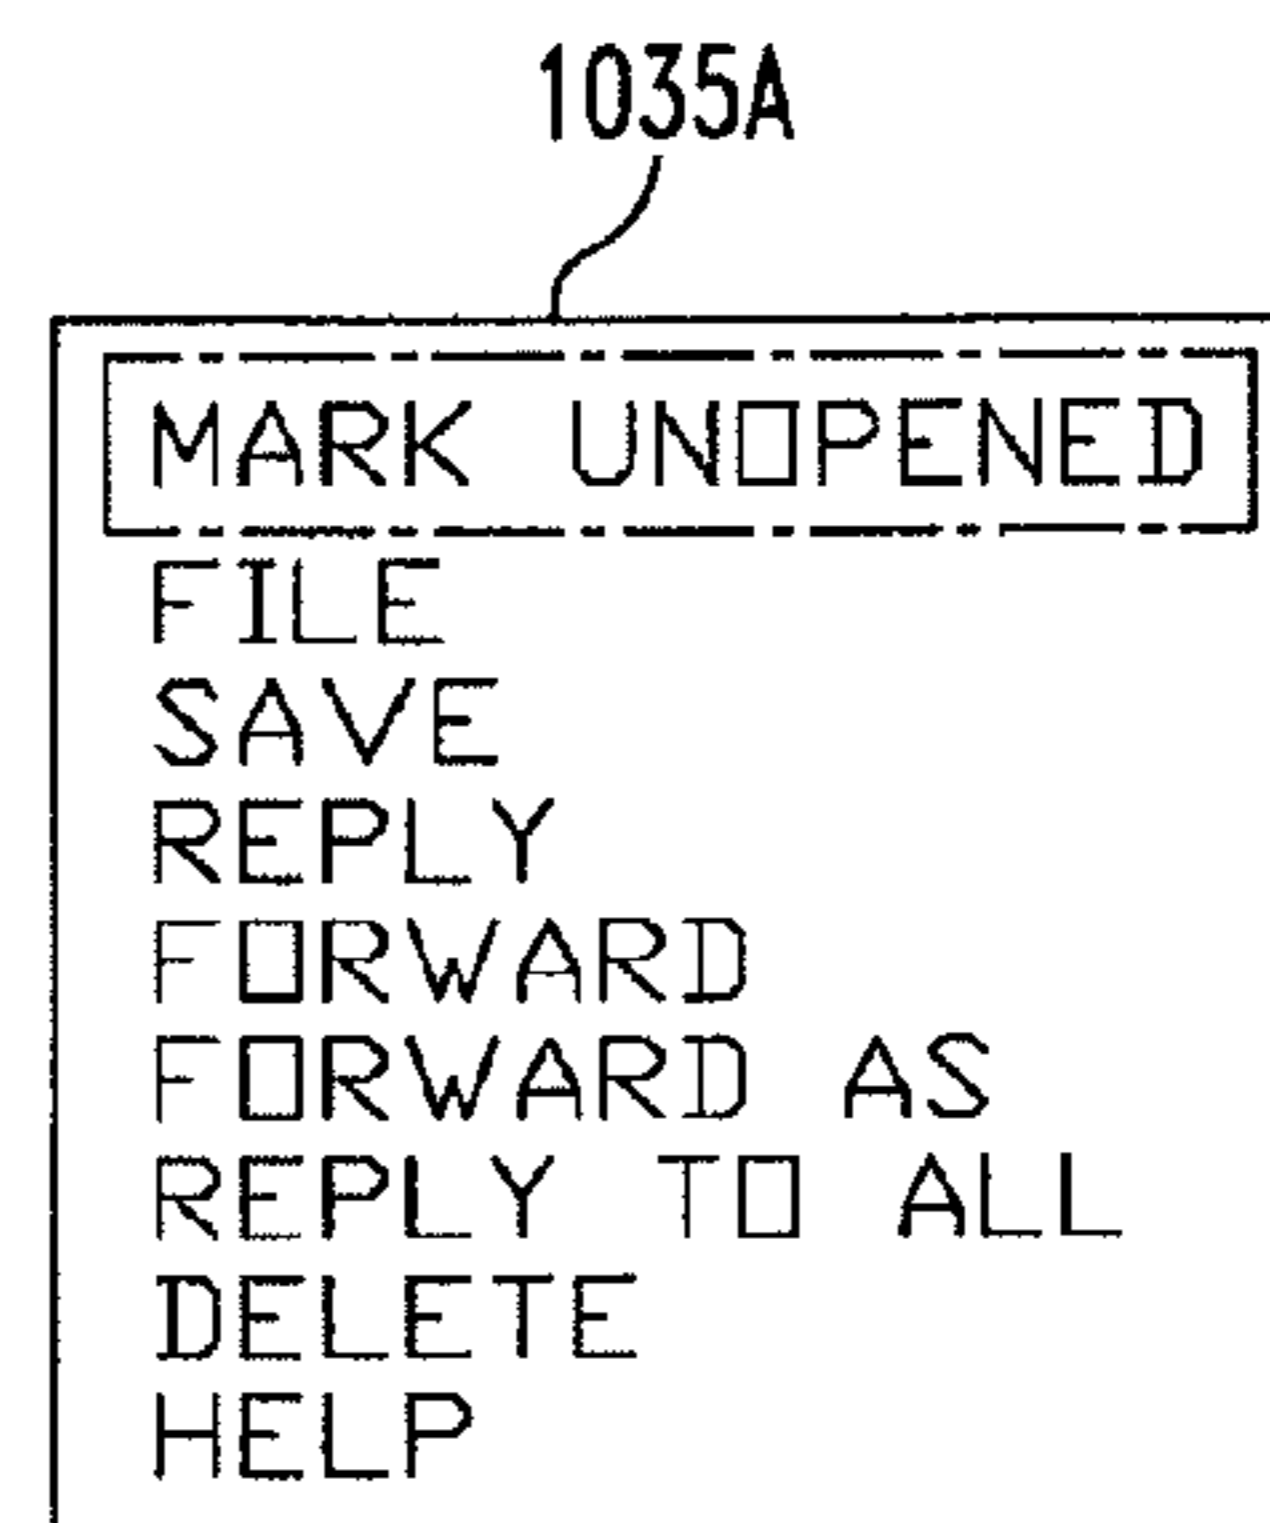 1035A
MARK UNOPENED
FILE
SAVE
REPLY
FORWARD
FORWARD AS
REPLY TO ALL
DELETE
HELP